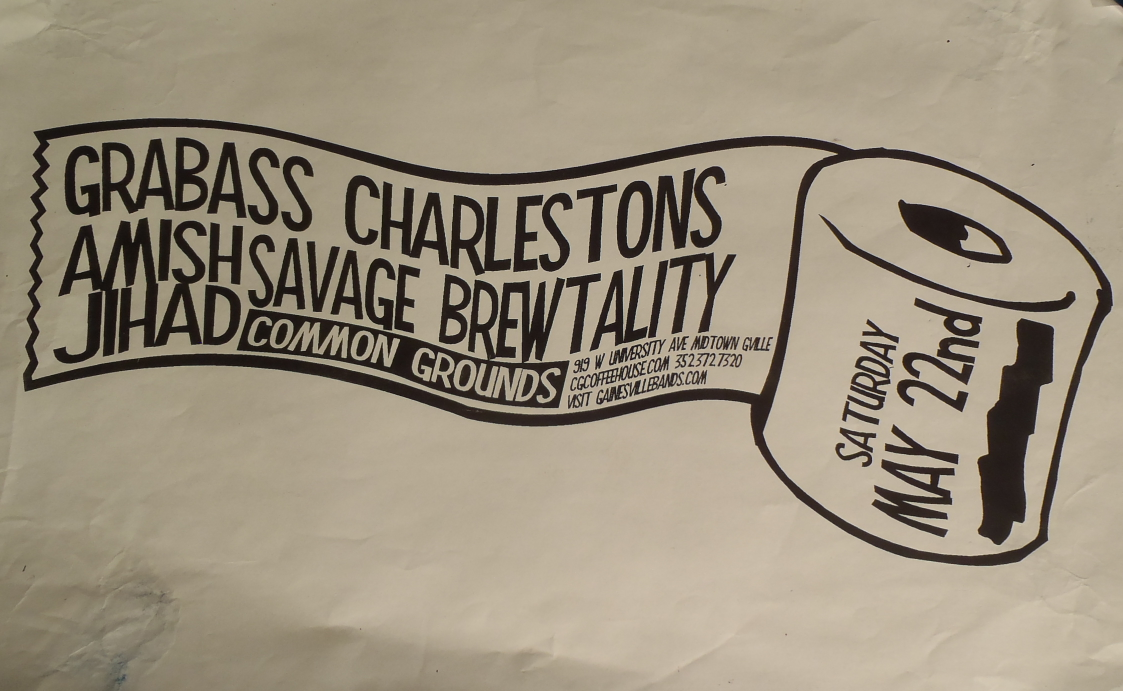 GRABASS CHARLESTONS
AMISH SAVAGE BREWTALITY
JIHAD
COMMON GROUNDS
919 W UNIVERSITY AVE MIDTOWN GVILLE
CGCOFFEEHOUSE.COM 352.372.7320
VISIT GAINESVILLEBANDS.COM
SATURDAY
MAY 22nd